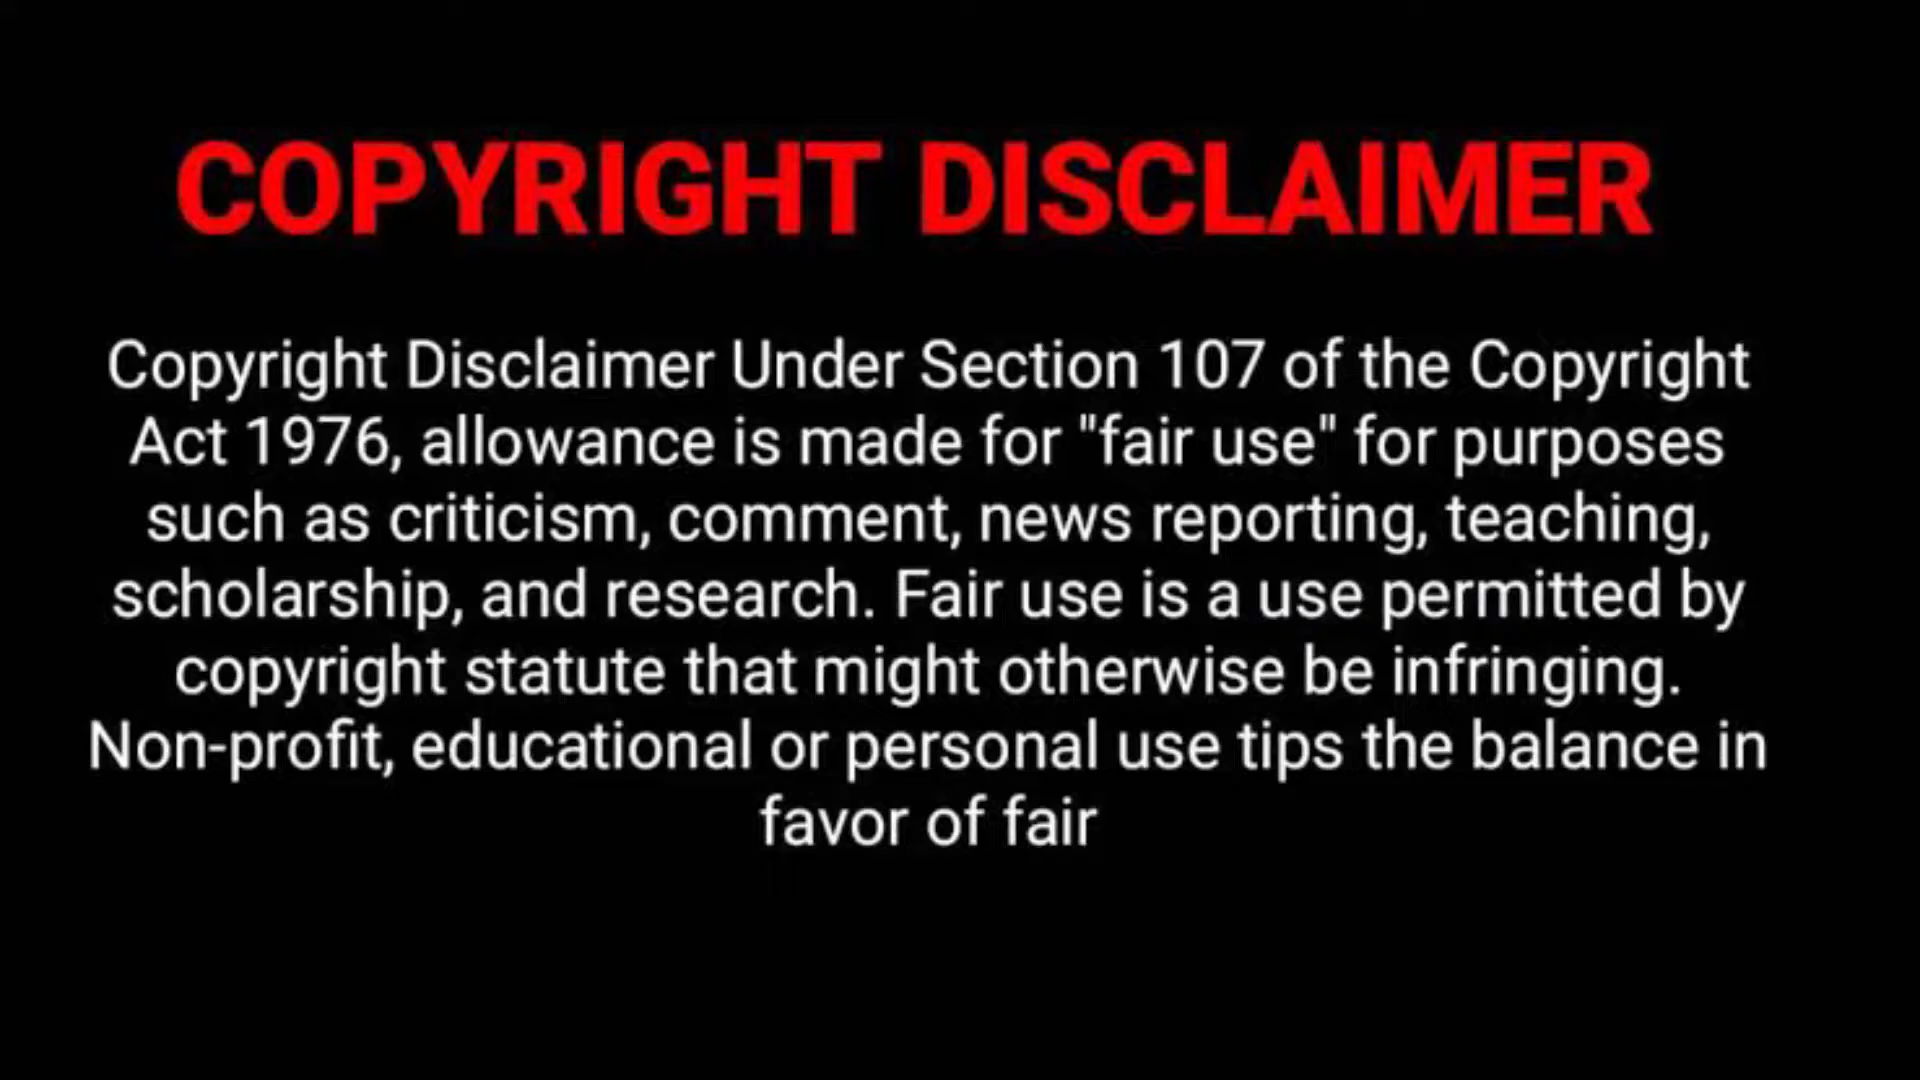 COPYRIGHT DISCLAIMER
Copyright Disclaimer Under Section 107 of the Copyright
Act 1976, allowance is made for "fair use" for purposes
such as criticism, comment, news reporting, teaching,
scholarship, and research. Fair use is a use permitted by
copyright statute that might otherwise be infringing.
Non-profit, educational or personal use tips the balance in
favor of fair